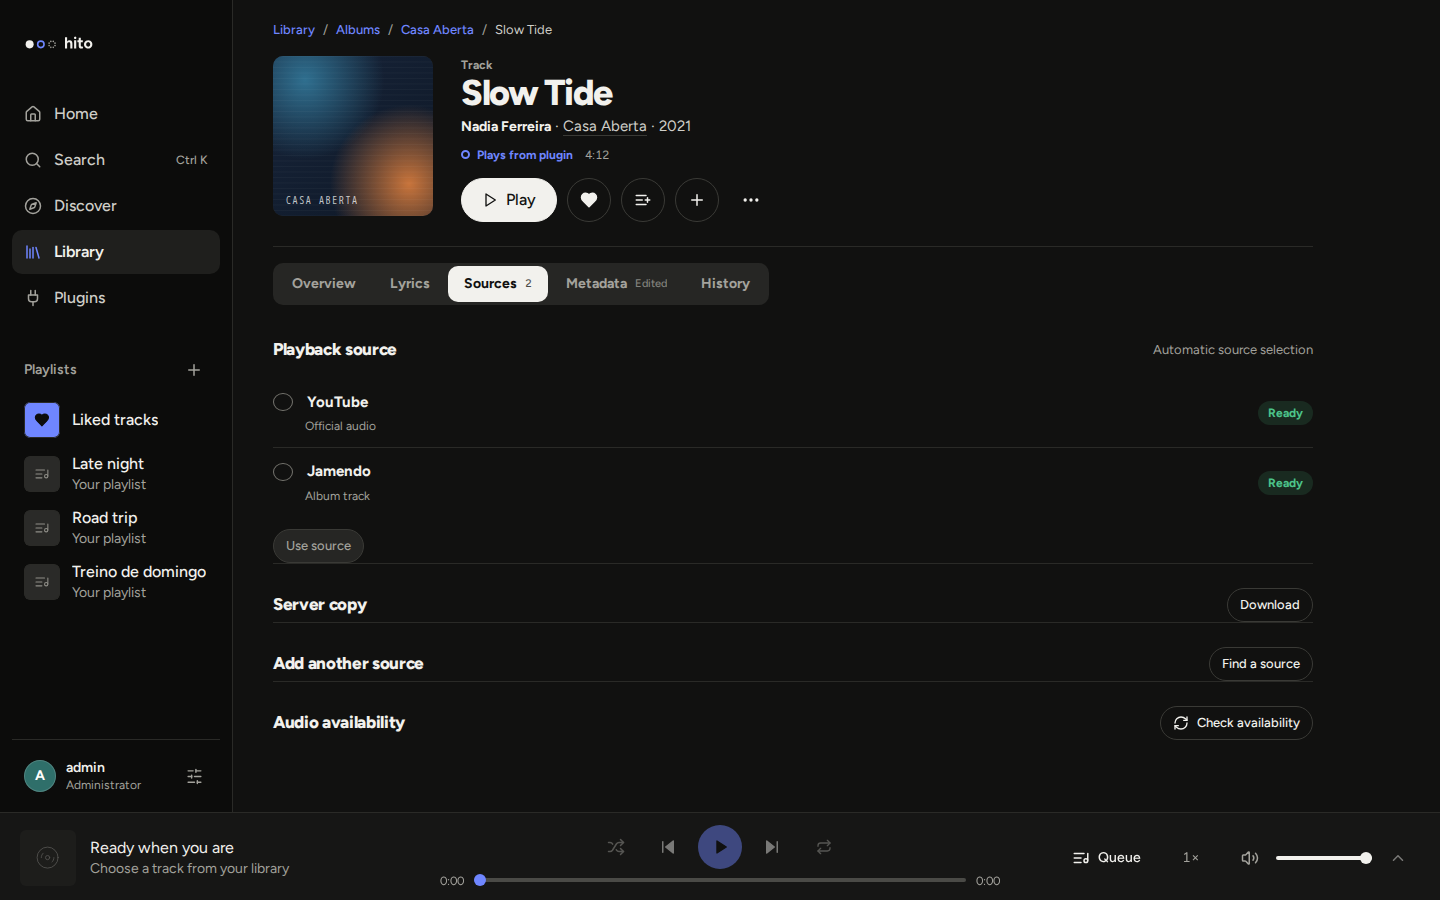 hito
Home
Search Ctrl K
Discover
Library
Plugins
Playlists
Liked tracks
Late night
Your playlist
Road trip
Your playlist
Treino de domingo
Your playlist
A
admin
Administrator
Library / Albums / Casa Aberta / Slow Tide
CASA ABERTA
Track
Slow Tide
Nadia Ferreira · Casa Aberta · 2021
Plays from plugin 4:12
Play
Overview Lyrics Sources 2 Metadata Edited History
Playback source Automatic source selection
YouTube
Official audio
Ready
Jamendo
Album track
Ready
Use source
Server copy Download
Add another source Find a source
Audio availability Check availability
Ready when you are
Choose a track from your library
0:00 0:00
Queue 1×